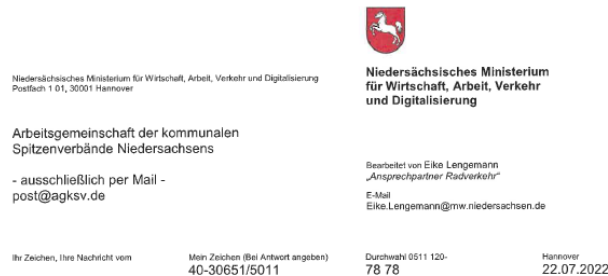 Niedersächsisches Ministerium für Wirtschaft, Arbeit, Verkehr und Digitalisierung
Postfach 1 01, 30001 Hannover
Niedersächsisches Ministerium
für Wirtschaft, Arbeit, Verkehr
und Digitalisierung
Arbeitsgemeinschaft der kommunalen
Spitzenverbände Niedersachsens
- ausschließlich per Mail -
post@agksv.de
Bearbeitet von Eike Lengemann
„Ansprechpartner Radverkehr“
E-Mail
Eike.Lengemann@mw.niedersachsen.de
Ihr Zeichen, Ihre Nachricht vom
Mein Zeichen (Bei Antwort angeben)
40-30651/5011
Durchwahl 0511 120-
78 78
Hannover
22.07.2022